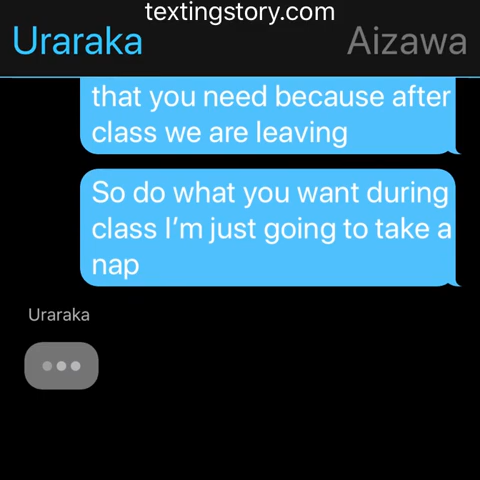 textingstory.com
Uraraka Aizawa
that you need because after
class we are leaving
So do what you want during
class I’m just going to take a
nap
Uraraka